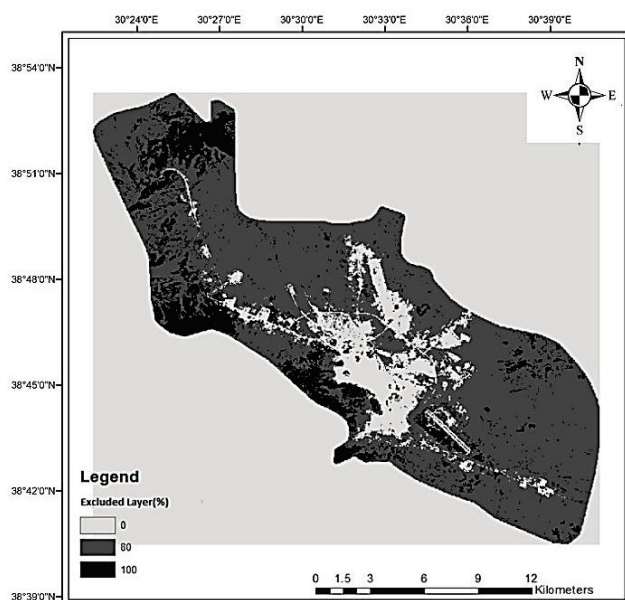 30°24'0"E 30°27'0"E 30°30'0"E 30°33'0"E 30°36'0"E 30°39'0"E
38°54'0"N
N
W E
S
38°51'0"N
38°48'0"N
38°45'0"N
38°42'0"N
38°39'0"N
Legend
Excluded Layer(%)
0
80
100
0 1.5 3 6 9 12
Kilometers